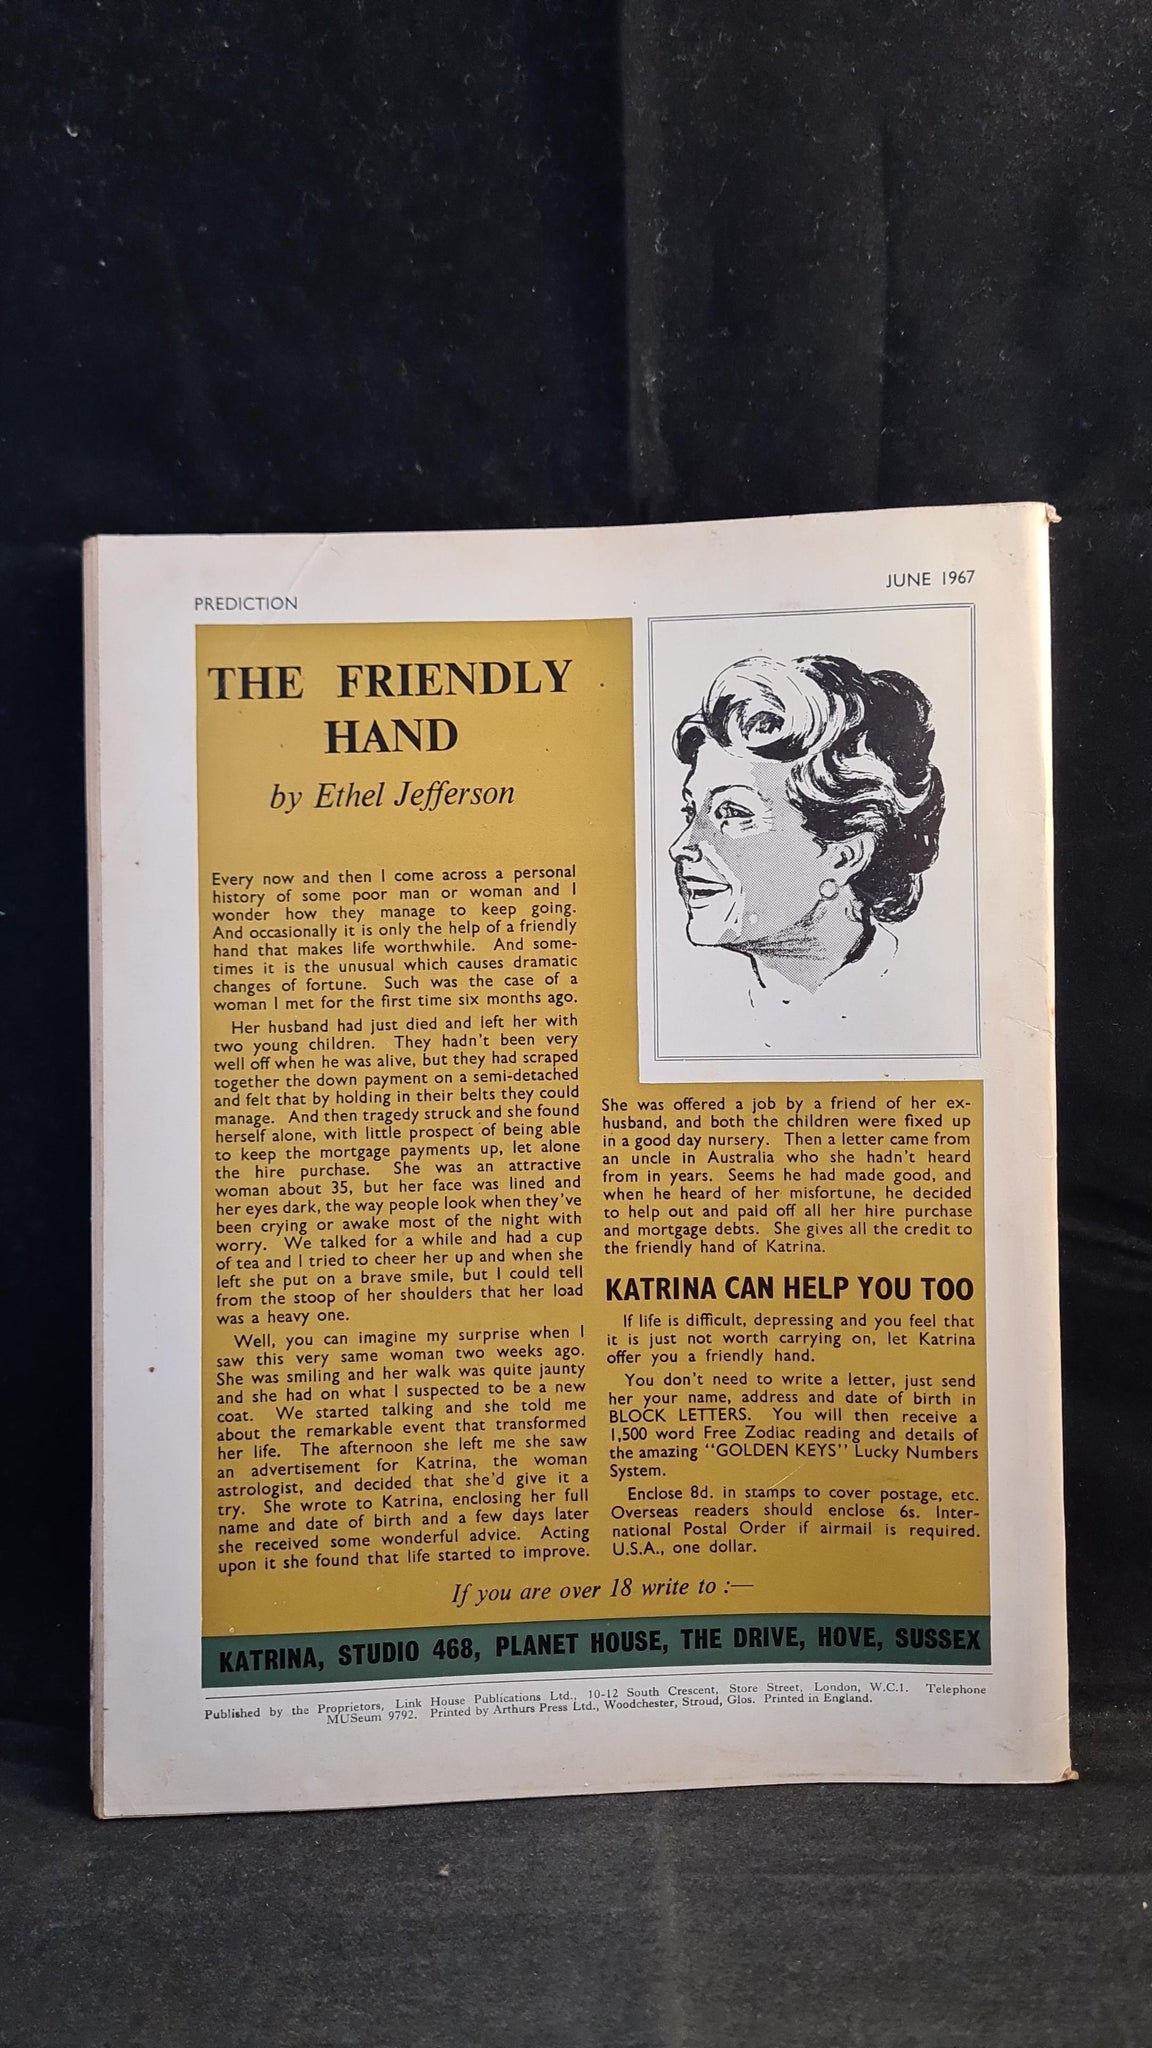 PREDICTION
JUNE 1967
THE FRIENDLY
HAND
by Ethel Jefferson
Every now and then I come across a personal
history of some poor man or woman and I
wonder how they manage to keep going.
And occasionally it is only the help of a friendly
hand that makes life worthwhile. And some-
times it is the unusual which causes dramatic
changes of fortune. Such was the case of a
woman I met for the first time six months ago.
Her husband had just died and left her with
two young children. They hadn't been very
well off when he was alive, but they had scraped
together the down payment on a semi-detached
and felt that by holding in their belts they could
manage. And then tragedy struck and she found
herself alone, with little prospect of being able
to keep the mortgage payments up, let alone
the hire purchase. She was an attractive
woman about 35, but her face was lined and
her eyes dark, the way people look when they've
been crying or awake most of the night with
worry. We talked for a while and had a cup
of tea and I tried to cheer her up and when she
left she put on a brave smile, but I could tell
from the stoop of her shoulders that her load
was a heavy one.
Well, you can imagine my surprise when I
saw this very same woman two weeks ago.
She was smiling and her walk was quite jaunty
and she had on what I suspected to be a new
coat. We started talking and she told me
about the remarkable event that transformed
her life. The afternoon she left me she saw
an advertisement for Katrina, the woman
astrologist, and decided that she'd give it a
try. She wrote to Katrina, enclosing her full
name and date of birth and a few days later
she received some wonderful advice. Acting
upon it she found that life started to improve.
She was offered a job by a friend of her ex-
husband, and both the children were fixed up
in a good day nursery. Then a letter came from
an uncle in Australia who she hadn't heard
from in years. Seems he had made good, and
when he heard of her misfortune, he decided
to help out and paid off all her hire purchase
and mortgage debts. She gives all the credit to
the friendly hand of Katrina.
KATRINA CAN HELP YOU TOO
If life is difficult, depressing and you feel that
it is just not worth carrying on, let Katrina
offer you a friendly hand.
You don't need to write a letter, just send
her your name, address and date of birth in
BLOCK LETTERS. You will then receive a
1,500 word Free Zodiac reading and details of
the amazing "GOLDEN KEYS" Lucky Numbers
System.
Enclose 8d. in stamps to cover postage, etc.
Overseas readers should enclose 6s. Inter-
national Postal Order if airmail is required.
U.S.A., one dollar.
If you are over 18 write to :—
KATRINA, STUDIO 468, PLANET HOUSE, THE DRIVE, HOVE, SUSSEX
Published by the Proprietors, Link House Publications Ltd., 10-12 South Crescent, Store Street, London, W.C.1. Telephone
MUSeum 9792. Printed by Arthurs Press Ltd., Woodchester, Stroud, Glos. Printed in England.